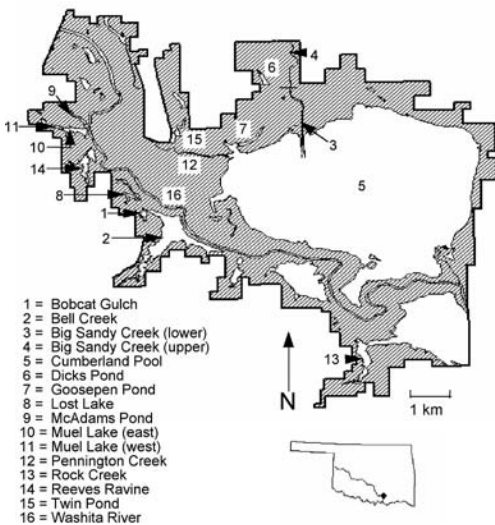 4
6
9
11
15
7
3
10
12
14
5
8
16
1
2
1 = Bobcat Gulch
2 = Bell Creek
3 = Big Sandy Creek (lower)
4 = Big Sandy Creek (upper)
5 = Cumberland Pool
6 = Dicks Pond
7 = Goosepen Pond
8 = Lost Lake
9 = McAdams Pond
10 = Muel Lake (east)
11 = Muel Lake (west)
12 = Pennington Creek
13 = Rock Creek
14 = Reeves Ravine
15 = Twin Pond
16 = Washita River
13
N
1 km